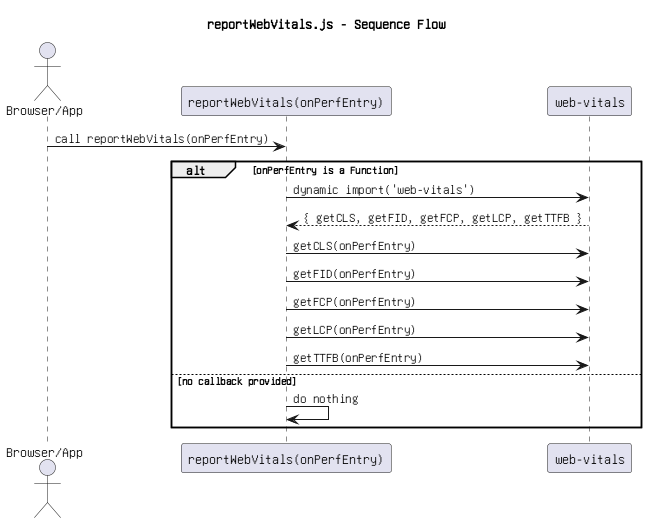 reportWebVitals.js - Sequence Flow
Browser/App
reportWebVitals(onPerfEntry)
web-vitals
call reportWebVitals(onPerfEntry)
alt
[onPerfEntry is a Function]
dynamic import('web-vitals')
{ getCLS, getFID, getFCP, getLCP, getTTFB }
getCLS(onPerfEntry)
getFID(onPerfEntry)
getFCP(onPerfEntry)
getLCP(onPerfEntry)
getTTFB(onPerfEntry)
[no callback provided]
do nothing
Browser/App
reportWebVitals(onPerfEntry)
web-vitals